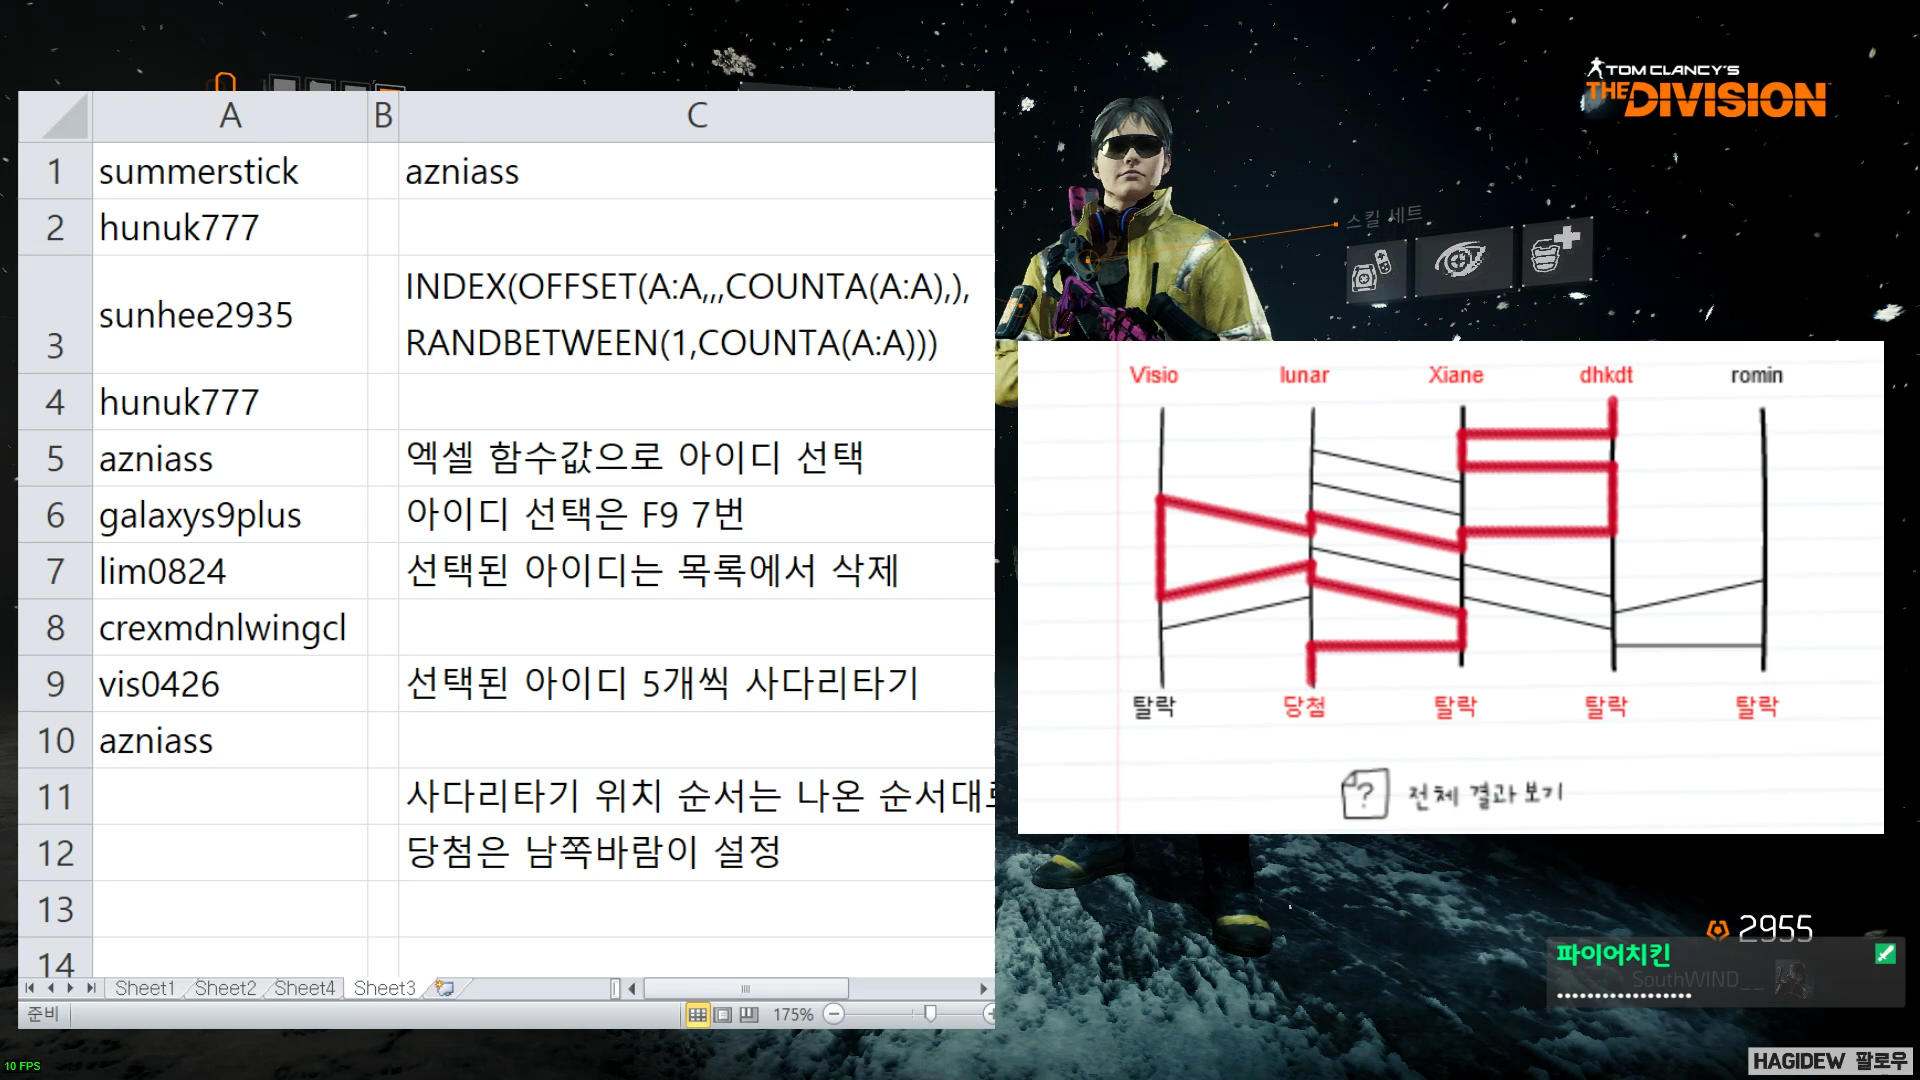 TOM CLANCY'S
THE DIVISION
스킬 세트
A B C
1 summerstick azniass
2 hunuk777
3 sunhee2935 INDEX(OFFSET(A:A,,,COUNTA(A:A),),
RANDBETWEEN(1,COUNTA(A:A)))
4 hunuk777
5 azniass 엑셀 함수값으로 아이디 선택
6 galaxys9plus 아이디 선택은 F9 7번
7 lim0824 선택된 아이디는 목록에서 삭제
8 crexmdnlwingcl
9 vis0426 선택된 아이디 5개씩 사다리타기
10 azniass
11 사다리타기 위치 순서는 나온 순서대로
12 당첨은 남쪽바람이 설정
13
14
Sheet1 Sheet2 Sheet4 Sheet3
준비 175%
Visio lunar Xiane dhkdt romin
탈락 당첨 탈락 탈락 탈락
? 전체 결과 보기
2955
파이어치킨
SouthWIND__
10 FPS
HAGIDEW 팔로우